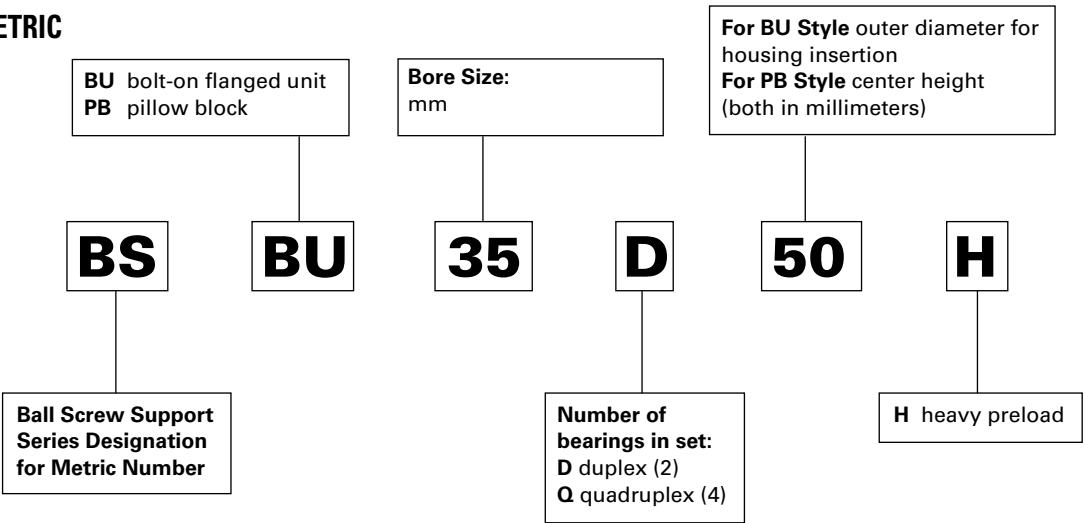 ETRIC
BU bolt-on flanged unit
PB pillow block
Bore Size:
mm
For BU Style outer diameter for
housing insertion
For PB Style center height
(both in millimeters)
BS BU 35 D 50 H
Ball Screw Support
Series Designation
for Metric Number
Number of
bearings in set:
D duplex (2)
Q quadruplex (4)
H heavy preload